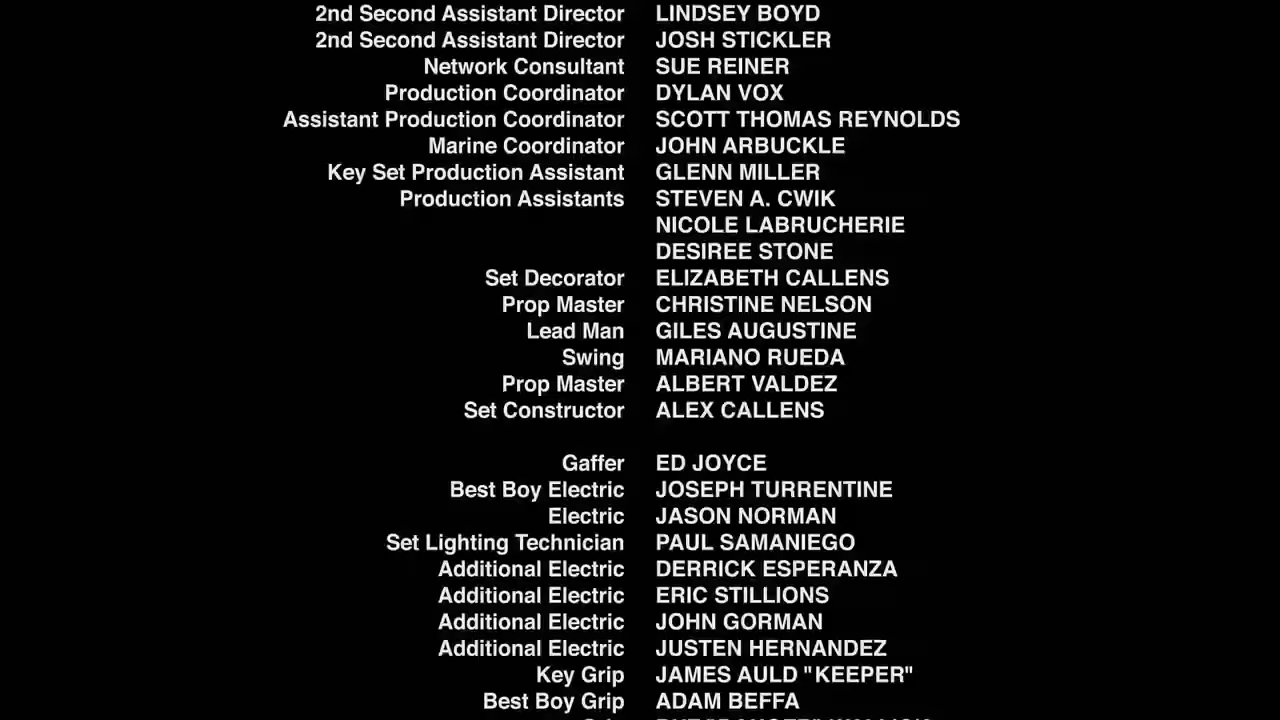 2nd Second Assistant Director LINDSEY BOYD
2nd Second Assistant Director JOSH STICKLER
Network Consultant SUE REINER
Production Coordinator DYLAN VOX
Assistant Production Coordinator SCOTT THOMAS REYNOLDS
Marine Coordinator JOHN ARBUCKLE
Key Set Production Assistant GLENN MILLER
Production Assistants STEVEN A. CWIK
NICOLE LABRUCHERIE
DESIREE STONE
Set Decorator ELIZABETH CALLENS
Prop Master CHRISTINE NELSON
Lead Man GILES AUGUSTINE
Swing MARIANO RUEDA
Prop Master ALBERT VALDEZ
Set Constructor ALEX CALLENS
Gaffer ED JOYCE
Best Boy Electric JOSEPH TURRENTINE
Electric JASON NORMAN
Set Lighting Technician PAUL SAMANIEGO
Additional Electric DERRICK ESPERANZA
Additional Electric ERIC STILLIONS
Additional Electric JOHN GORMAN
Additional Electric JUSTEN HERNANDEZ
Key Grip JAMES AULD "KEEPER"
Best Boy Grip ADAM BEFFA